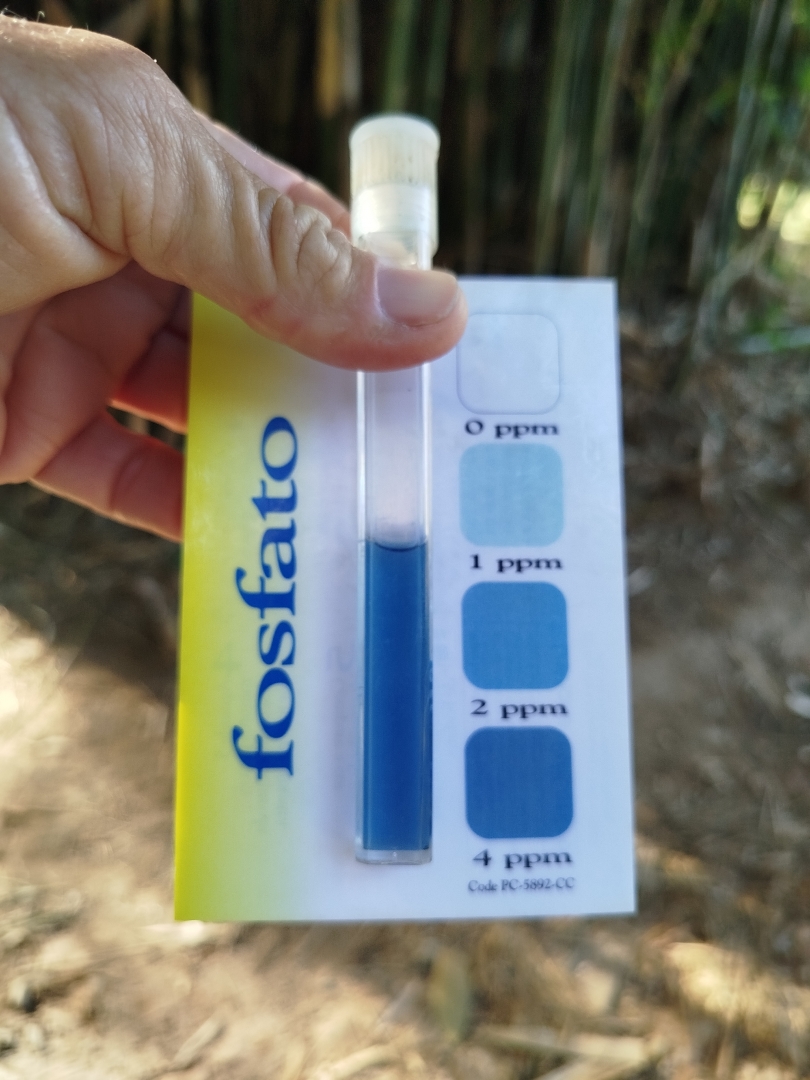 fosfato
0 ppm
1 ppm
2 ppm
4 ppm
Code PC-5892-CC